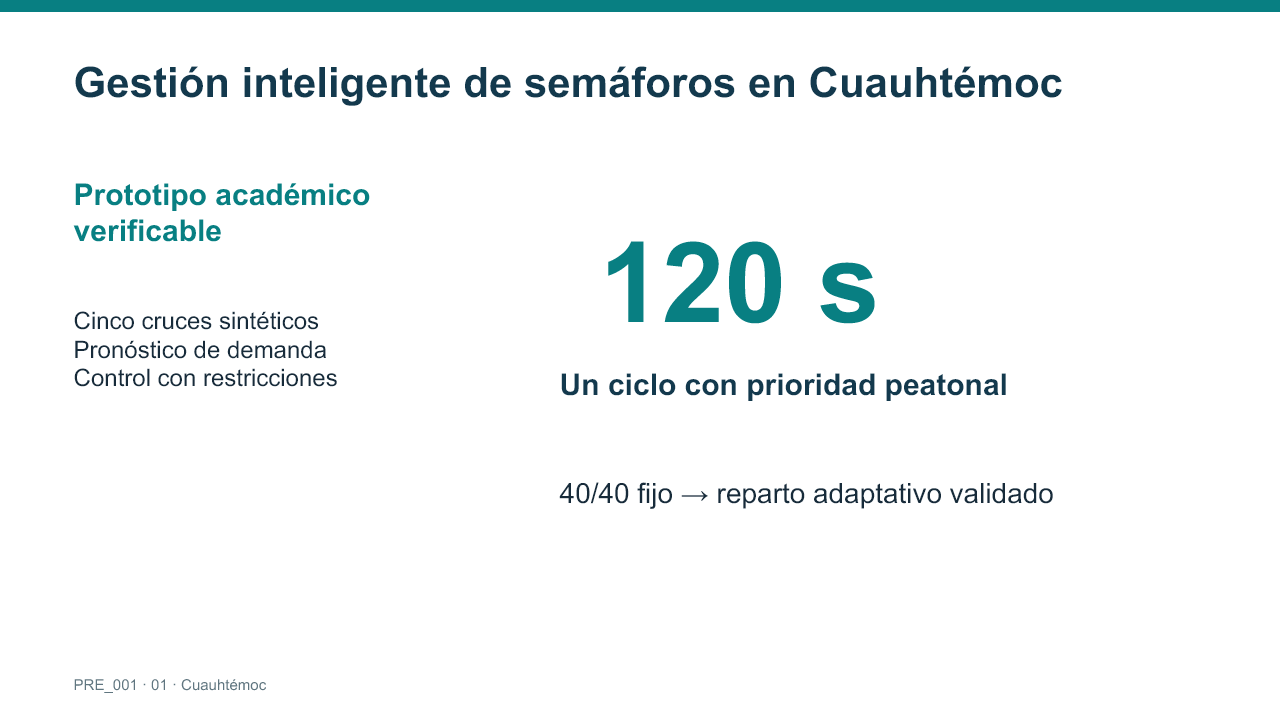 Gestión inteligente de semáforos en Cuauhtémoc
Prototipo académico
verificable
Cinco cruces sintéticos
Pronóstico de demanda
Control con restricciones
120 s
Un ciclo con prioridad peatonal
40/40 fijo → reparto adaptativo validado
PRE_001 · 01 · Cuauhtémoc